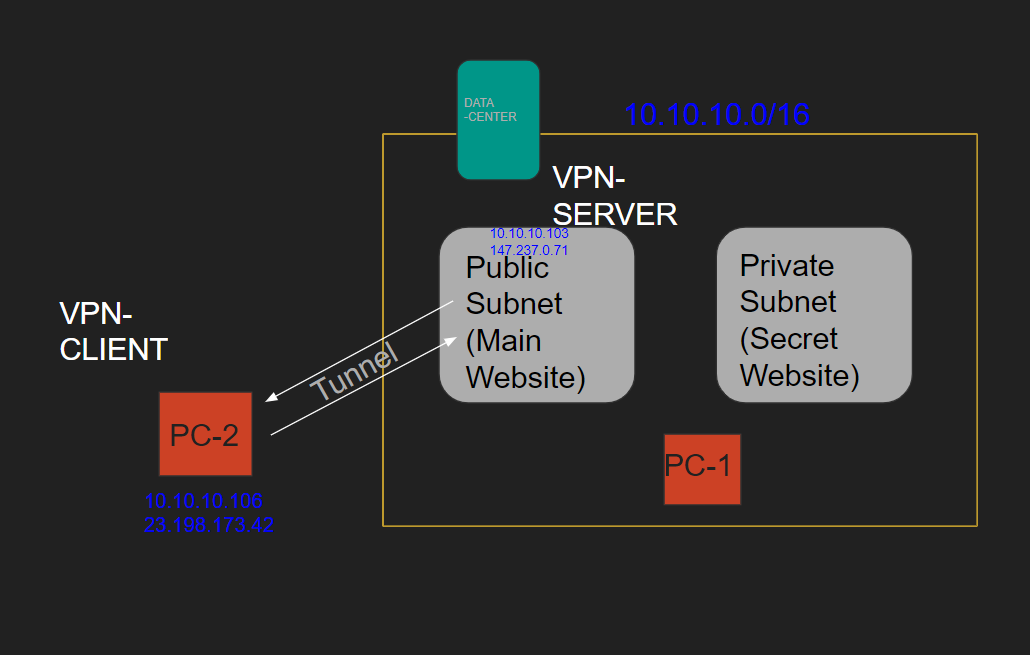 DATA
-CENTER
10.10.10.0/16
VPN-
SERVER
10.10.10.103
147.237.0.71
Public
Subnet
(Main
Website)
Private
Subnet
(Secret
Website)
VPN-
CLIENT
Tunnel
PC-2
PC-1
10.10.10.106
23.198.173.42